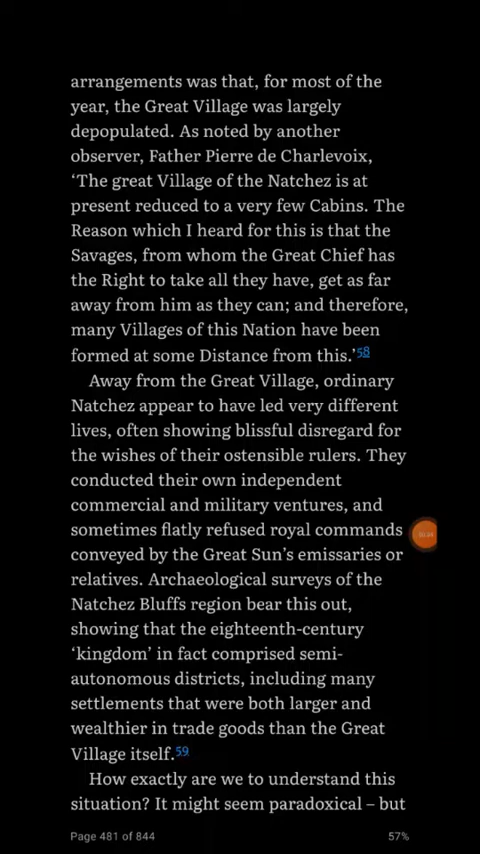 arrangements was that, for most of the
year, the Great Village was largely
depopulated. As noted by another
observer, Father Pierre de Charlevoix,
‘The great Village of the Natchez is at
present reduced to a very few Cabins. The
Reason which I heard for this is that the
Savages, from whom the Great Chief has
the Right to take all they have, get as far
away from him as they can; and therefore,
many Villages of this Nation have been
formed at some Distance from this.’58
Away from the Great Village, ordinary
Natchez appear to have led very different
lives, often showing blissful disregard for
the wishes of their ostensible rulers. They
conducted their own independent
commercial and military ventures, and
sometimes flatly refused royal commands
conveyed by the Great Sun’s emissaries or
relatives. Archaeological surveys of the
Natchez Bluffs region bear this out,
showing that the eighteenth-century
‘kingdom’ in fact comprised semi-
autonomous districts, including many
settlements that were both larger and
wealthier in trade goods than the Great
Village itself.59
How exactly are we to understand this
situation? It might seem paradoxical – but
Page 481 of 844
57%